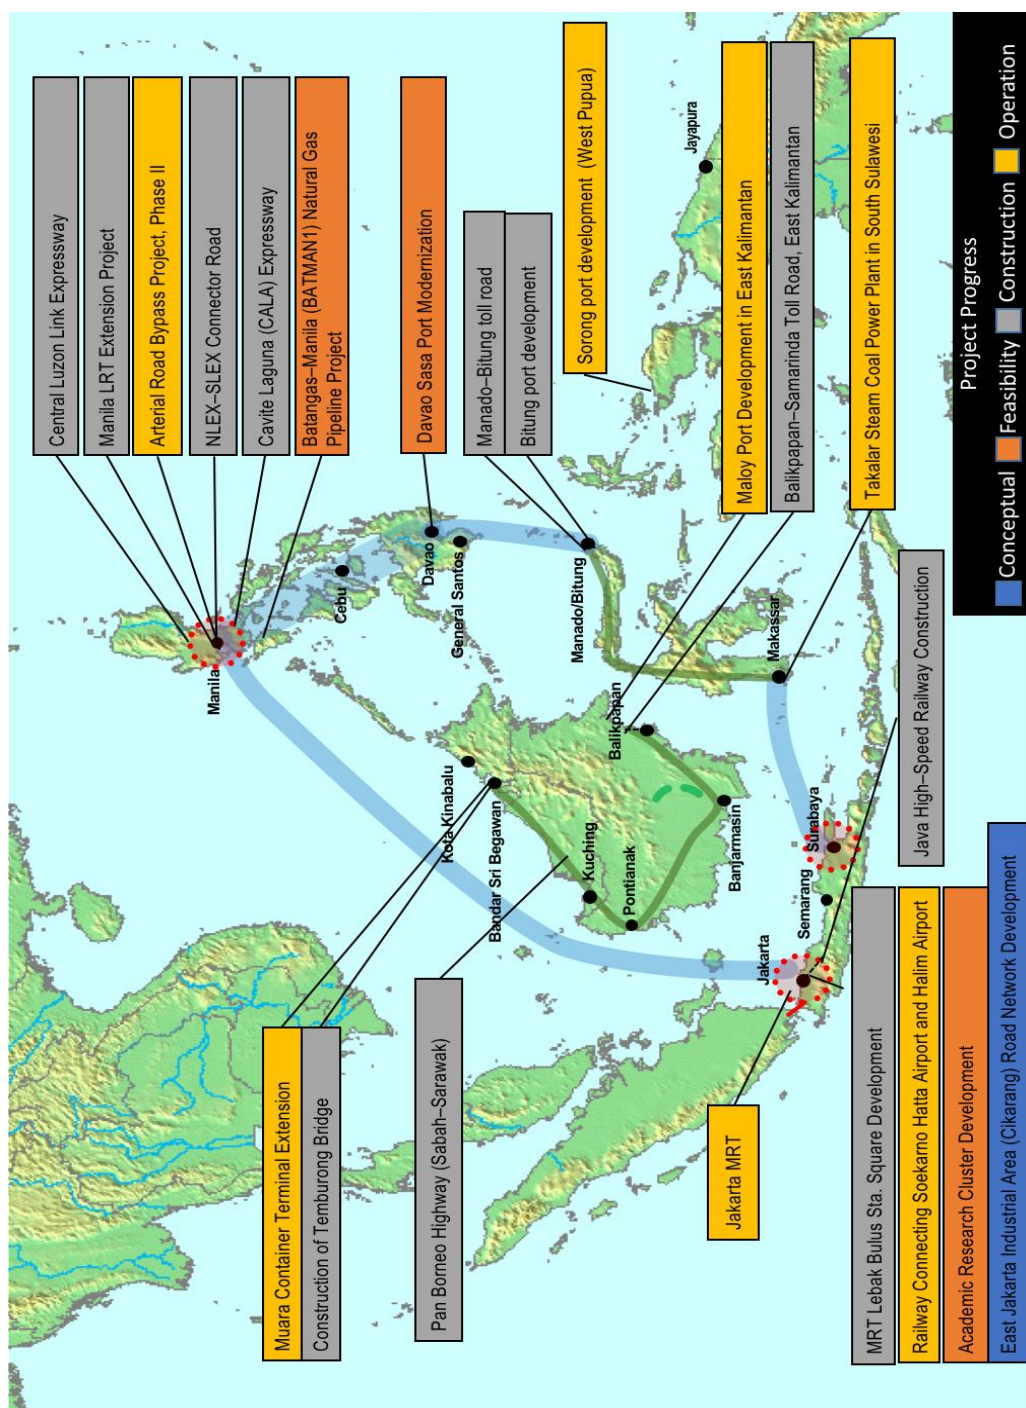 Central Luzon Link Expressway
Manila LRT Extension Project
Arterial Road Bypass Project, Phase II
NLEX–SLEX Connector Road
Cavite Laguna (CALA) Expressway
Batangas–Manila (BATMAN1) Natural Gas
Pipeline Project
Davao Sasa Port Modernization
Manado–Bitung toll road
Bitung port development
Sorong port development  (West Pupua)
Maloy Port Development in East Kalimantan
Balikpapan–Samarinda Toll Road, East Kalimantan
Takalar Steam Coal Power Plant in South Sulawesi
Jayapura
Manila
Cebu
Davao
General Santos
Manado/Bitung
Makassar
Balikpapan
Kota Kinabalu
Bandar Sri Begawan
Kuching
Pontianak
Banjarmasin
Surabaya
Semarang
Jakarta
Muara Container Terminal Extension
Construction of Temburong Bridge
Pan Borneo Highway (Sabah–Sarawak)
Jakarta MRT
Java High–Speed Railway Construction
MRT Lebak Bulus Sta. Square Development
Railway Connecting Soekarno Hatta Airport and Halim Airport
Academic Research Cluster Development
East Jakarta Industrial Area (Cikarang) Road Network Development
Project Progress
Conceptual
Feasibility
Construction
Operation